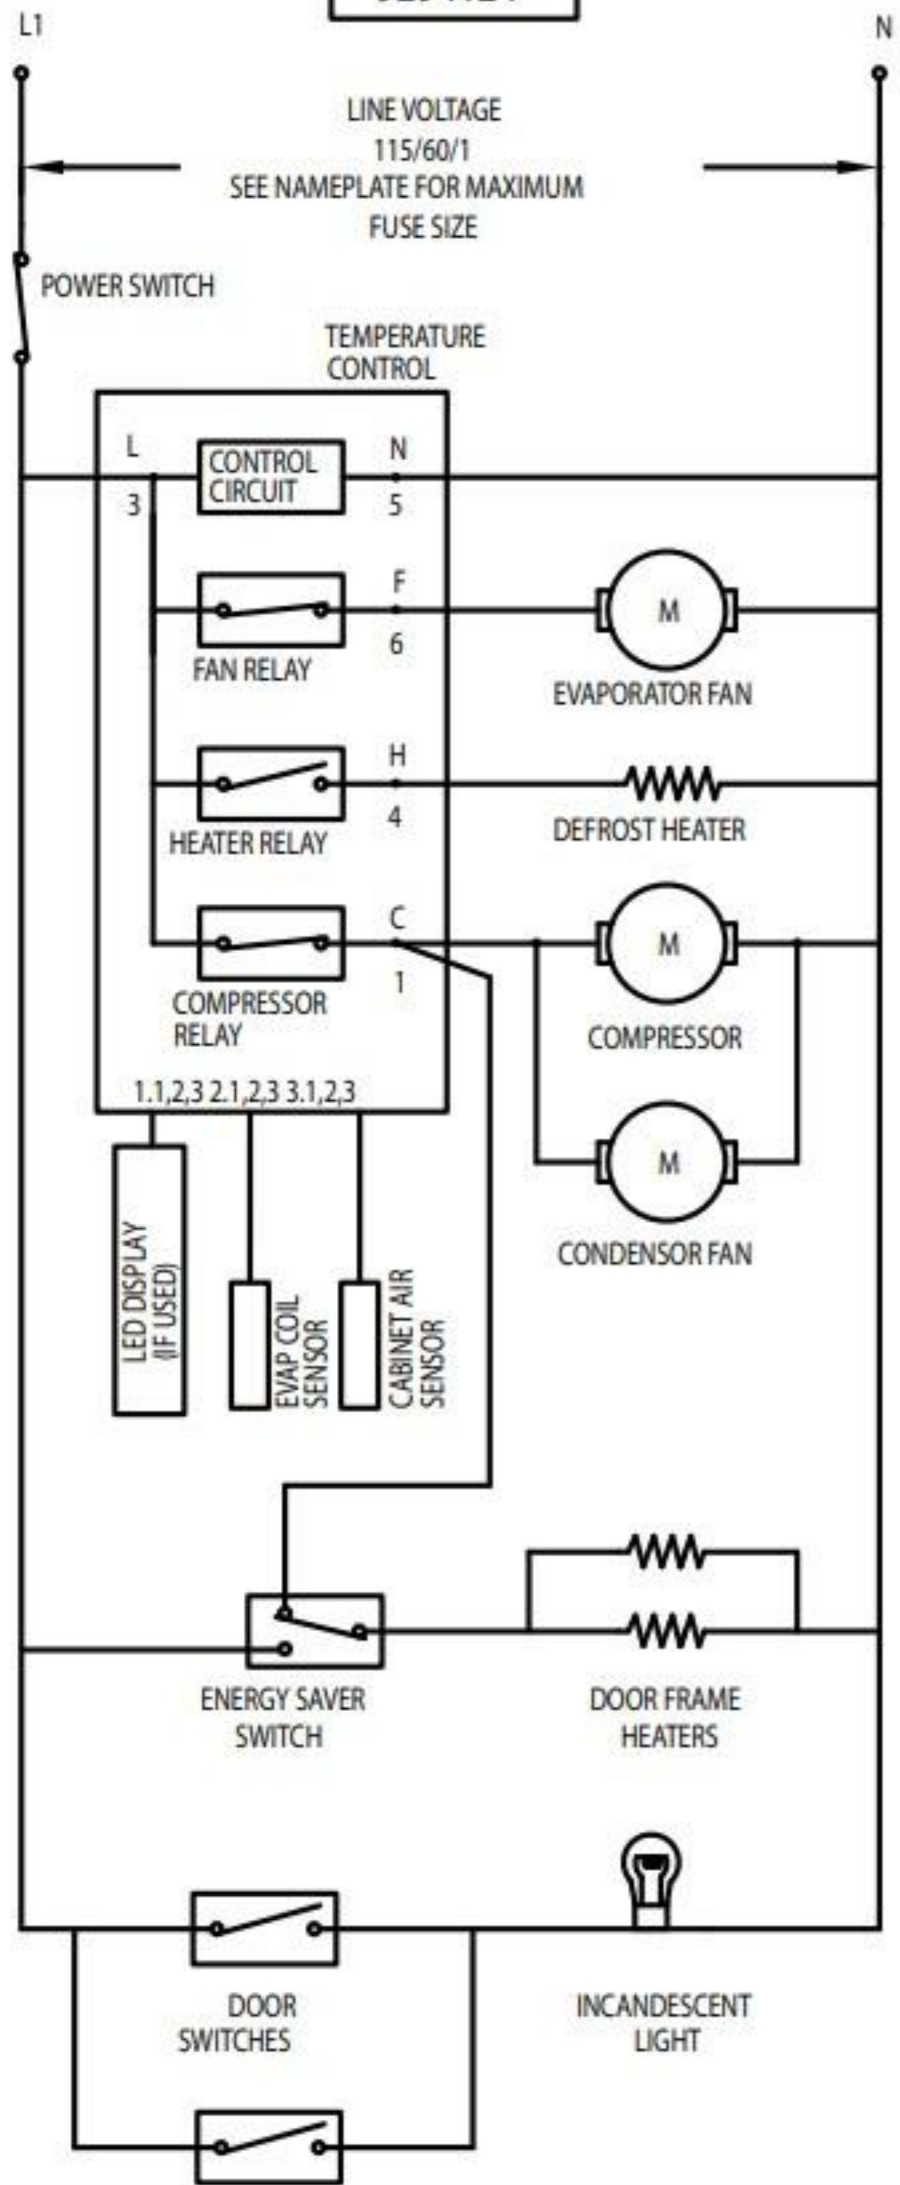 L1
N
LINE VOLTAGE
115/60/1
SEE NAMEPLATE FOR MAXIMUM
FUSE SIZE
POWER SWITCH
TEMPERATURE
CONTROL
L
CONTROL
CIRCUIT
N
3
5
F
6
FAN RELAY
M
EVAPORATOR FAN
H
4
HEATER RELAY
DEFROST HEATER
C
1
COMPRESSOR
RELAY
M
COMPRESSOR
1.1,2,3 2.1,2,3 3.1,2,3
M
CONDENSOR FAN
LED DISPLAY
(IF USED)
EVAP COIL
SENSOR
CABINET AIR
SENSOR
ENERGY SAVER
SWITCH
DOOR FRAME
HEATERS
DOOR
SWITCHES
INCANDESCENT
LIGHT